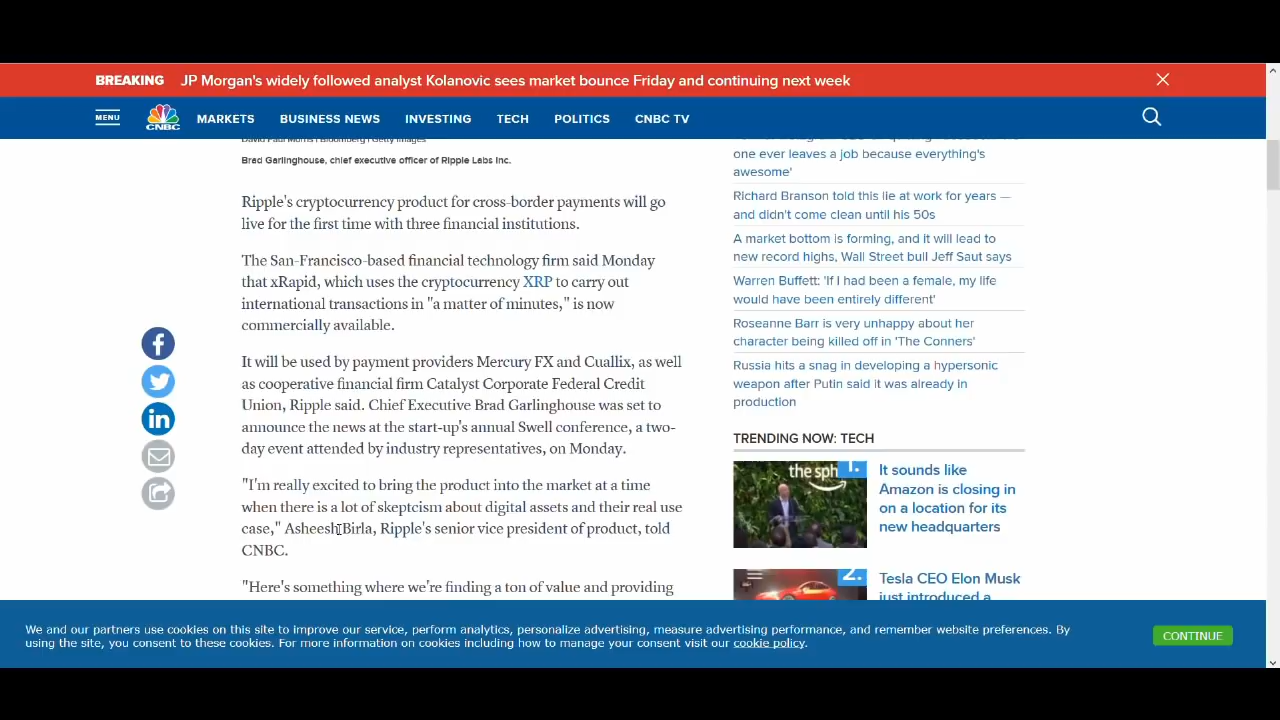 BREAKING JP Morgan's widely followed analyst Kolanovic sees market bounce Friday and continuing next week
MENU CNBC MARKETS BUSINESS NEWS INVESTING TECH POLITICS CNBC TV
David Paul Morris | Bloomberg | Getty Images
Brad Garlinghouse, chief executive officer of Ripple Labs Inc.
Ripple's cryptocurrency product for cross-border payments will go
live for the first time with three financial institutions.
The San-Francisco-based financial technology firm said Monday
that xRapid, which uses the cryptocurrency XRP to carry out
international transactions in "a matter of minutes," is now
commercially available.
It will be used by payment providers Mercury FX and Cuallix, as well
as cooperative financial firm Catalyst Corporate Federal Credit
Union, Ripple said. Chief Executive Brad Garlinghouse was set to
announce the news at the start-up's annual Swell conference, a two-
day event attended by industry representatives, on Monday.
"I'm really excited to bring the product into the market at a time
when there is a lot of skeptcism about digital assets and their real use
case," Asheesh Birla, Ripple's senior vice president of product, told
CNBC.
"Here's something where we're finding a ton of value and providing
one ever leaves a job because everything's
awesome'
Richard Branson told this lie at work for years —
and didn't come clean until his 50s
A market bottom is forming, and it will lead to
new record highs, Wall Street bull Jeff Saut says
Warren Buffett: 'If I had been a female, my life
would have been entirely different'
Roseanne Barr is very unhappy about her
character being killed off in 'The Conners'
Russia hits a snag in developing a hypersonic
weapon after Putin said it was already in
production
TRENDING NOW: TECH
the sph
1.
It sounds like
Amazon is closing in
on a location for its
new headquarters
2.
Tesla CEO Elon Musk
just introduced a
We and our partners use cookies on this site to improve our service, perform analytics, personalize advertising, measure advertising performance, and remember website preferences. By
using the site, you consent to these cookies. For more information on cookies including how to manage your consent visit our cookie policy.
CONTINUE